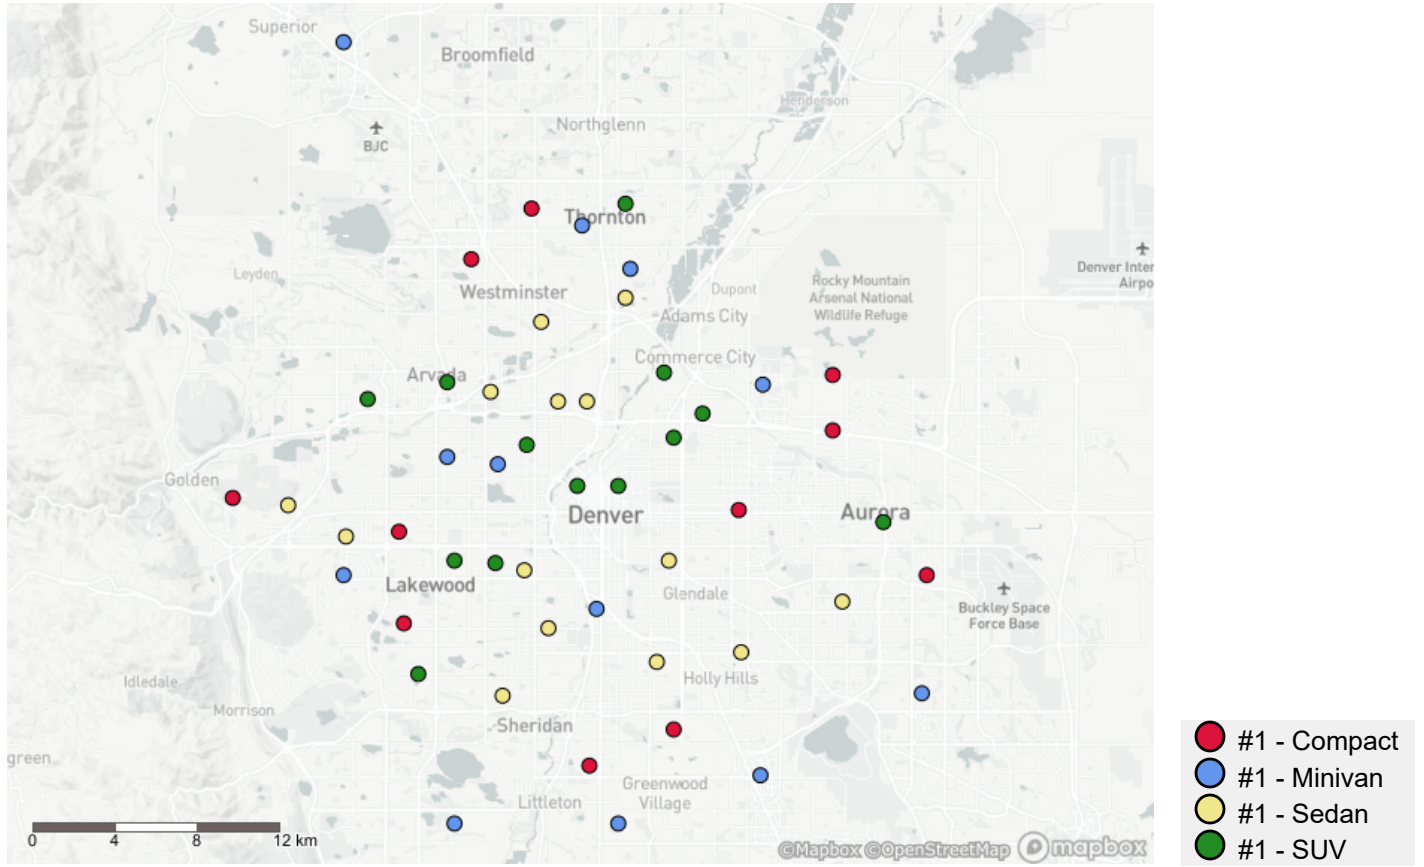 Superior
Broomfield
Henderson
Northglenn
BJC
Thornton
Leyden
Westminster
Dupont
Rocky Mountain
Arsenal National
Wildlife Refuge
Denver Inter
Airpo
Adams City
Commerce City
Arvada
Golden
Denver
Aurora
Lakewood
Glendale
Buckley Space
Force Base
Idledale
Holly Hills
Morrison
Sheridan
green
Greenwood
Village
Littleton
0 4 8 12 km
©Mapbox ©OpenStreetMap mapbox
#1 - Compact
#1 - Minivan
#1 - Sedan
#1 - SUV